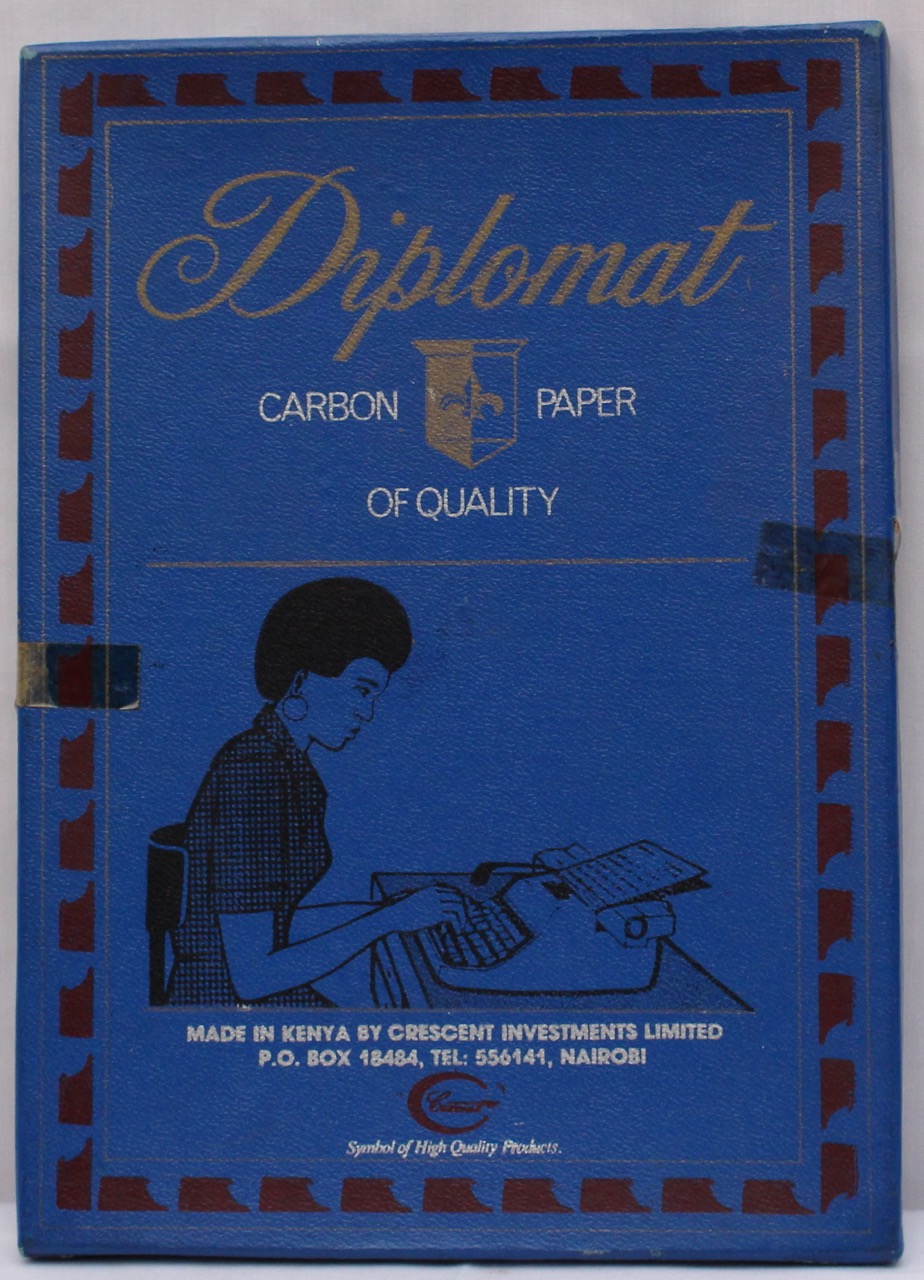 Diplomat
CARBON PAPER
OF QUALITY
MADE IN KENYA BY CRESCENT INVESTMENTS LIMITED
P.O. BOX 18484, TEL: 556141, NAIROBI
Crescent
Symbol of High Quality Products.